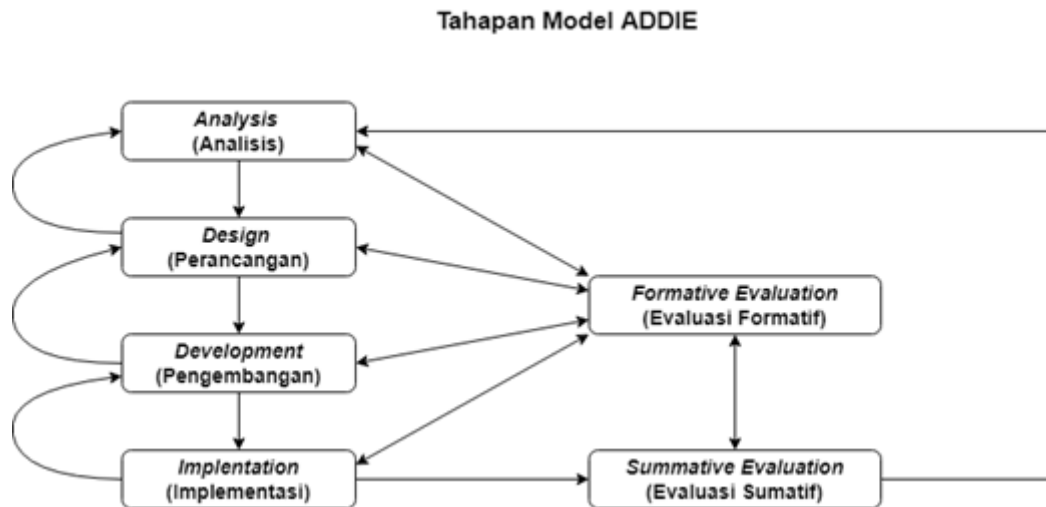 Tahapan Model ADDIE
Analysis
(Analisis)
Design
(Perancangan)
Formative Evaluation
(Evaluasi Formatif)
Development
(Pengembangan)
Implentation
(Implementasi)
Summative Evaluation
(Evaluasi Sumatif)